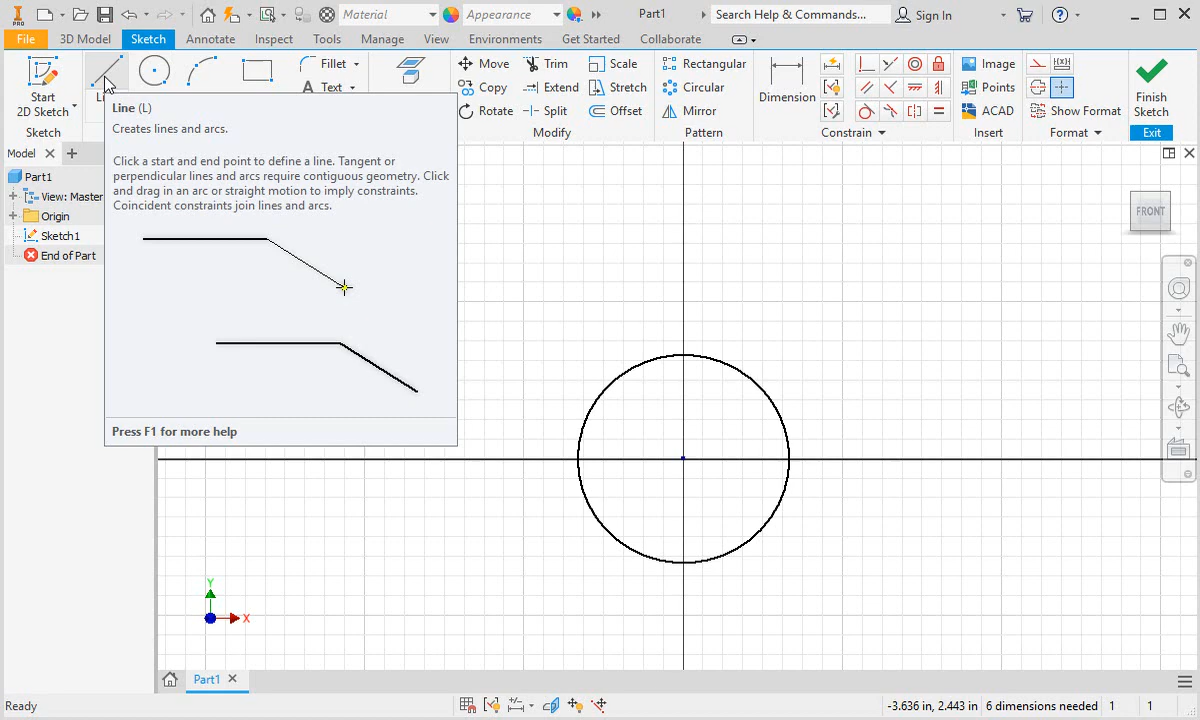 PRO
Material
Appearance
Part1
Search Help & Commands...
Sign In
File
3D Model
Sketch
Annotate
Inspect
Tools
Manage
View
Environments
Get Started
Collaborate
Start
2D Sketch
Fillet
Text
Move
Copy
Rotate
Trim
Extend
Split
Scale
Stretch
Offset
Rectangular
Circular
Mirror
Dimension
Image
Points
ACAD
Show Format
Finish
Sketch
Sketch
Modify
Pattern
Constrain
Insert
Format
Exit
Line (L)
Creates lines and arcs.
Click a start and end point to define a line. Tangent or
perpendicular lines and arcs require contiguous geometry. Click
and drag in an arc or straight motion to imply constraints.
Coincident constraints join lines and arcs.
Press F1 for more help
Model
Part1
View: Master
Origin
Sketch1
End of Part
FRONT
Y
X
Part1
Ready
-3.636 in, 2.443 in
6 dimensions needed
1
1